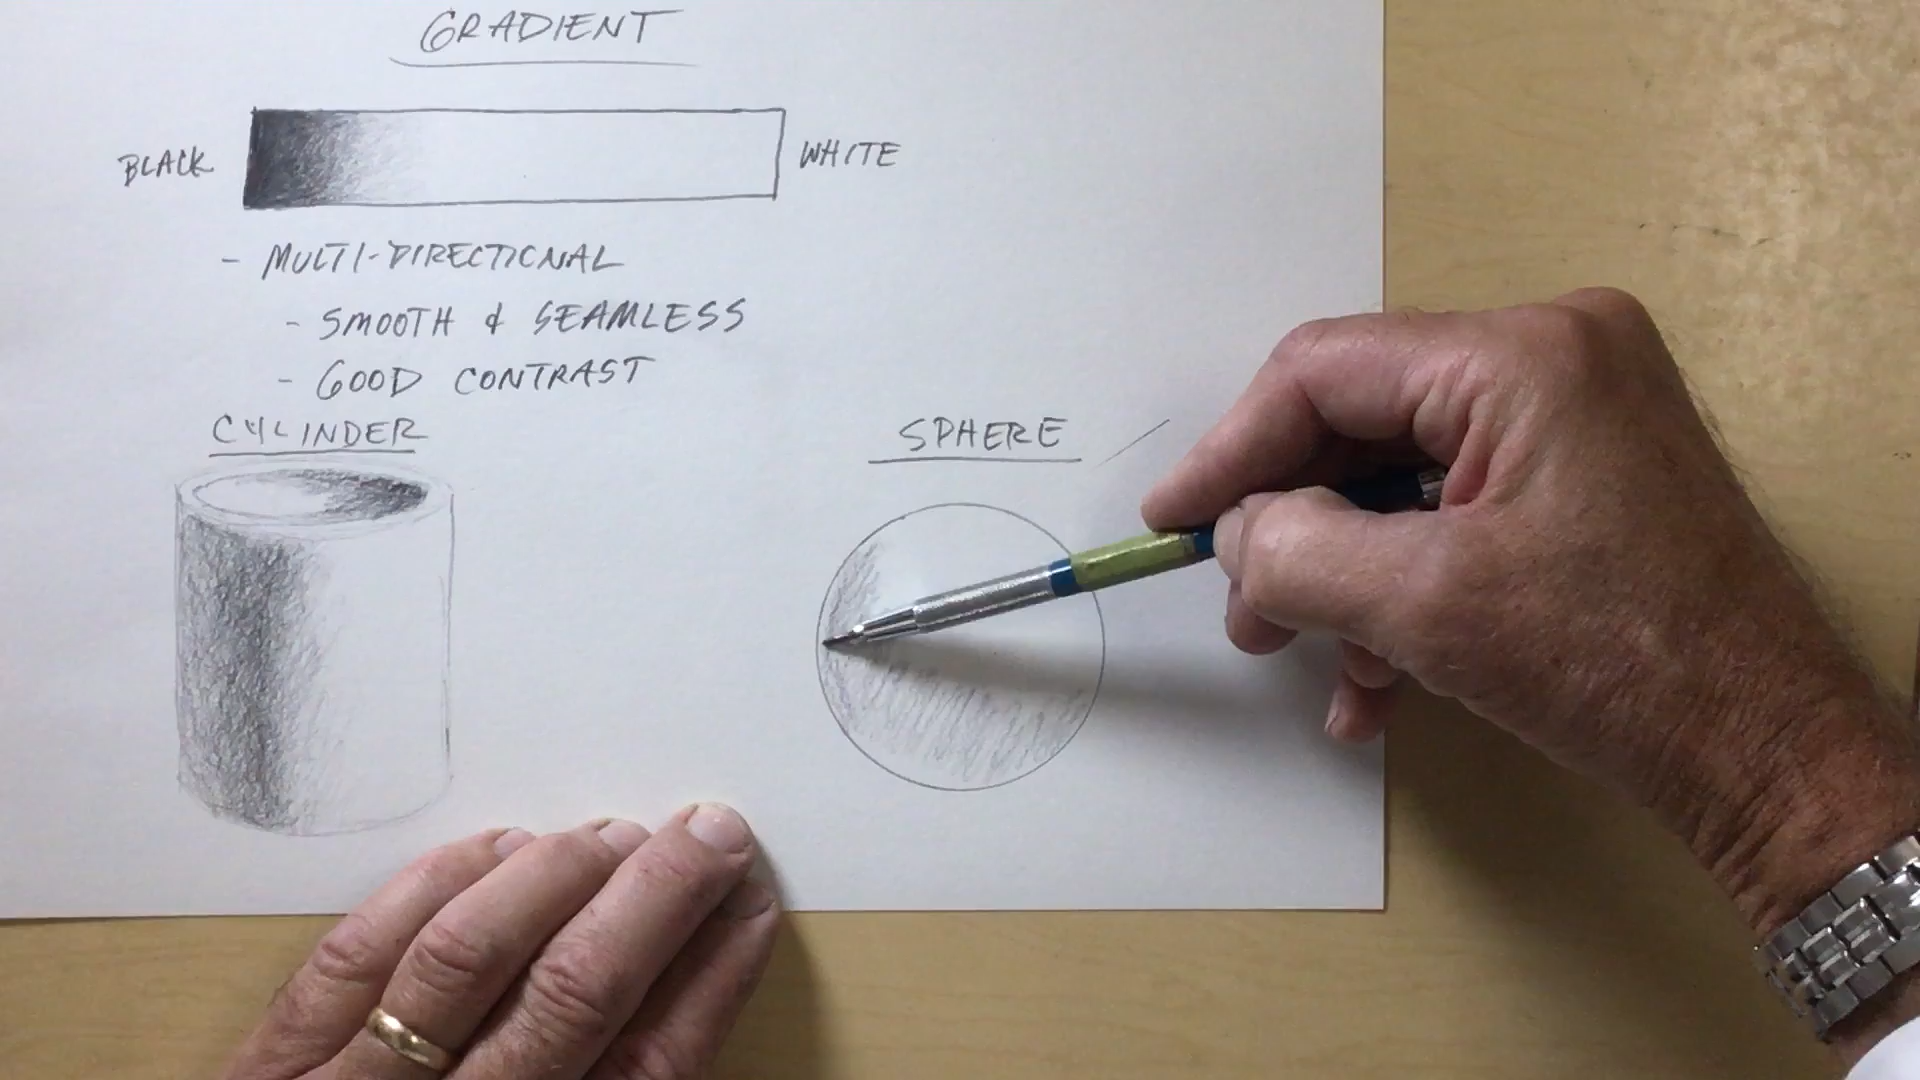 GRADIENT
BLACK
WHITE
- MULTI-DIRECTIONAL
- SMOOTH & SEAMLESS
- GOOD CONTRAST
CYLINDER
SPHERE